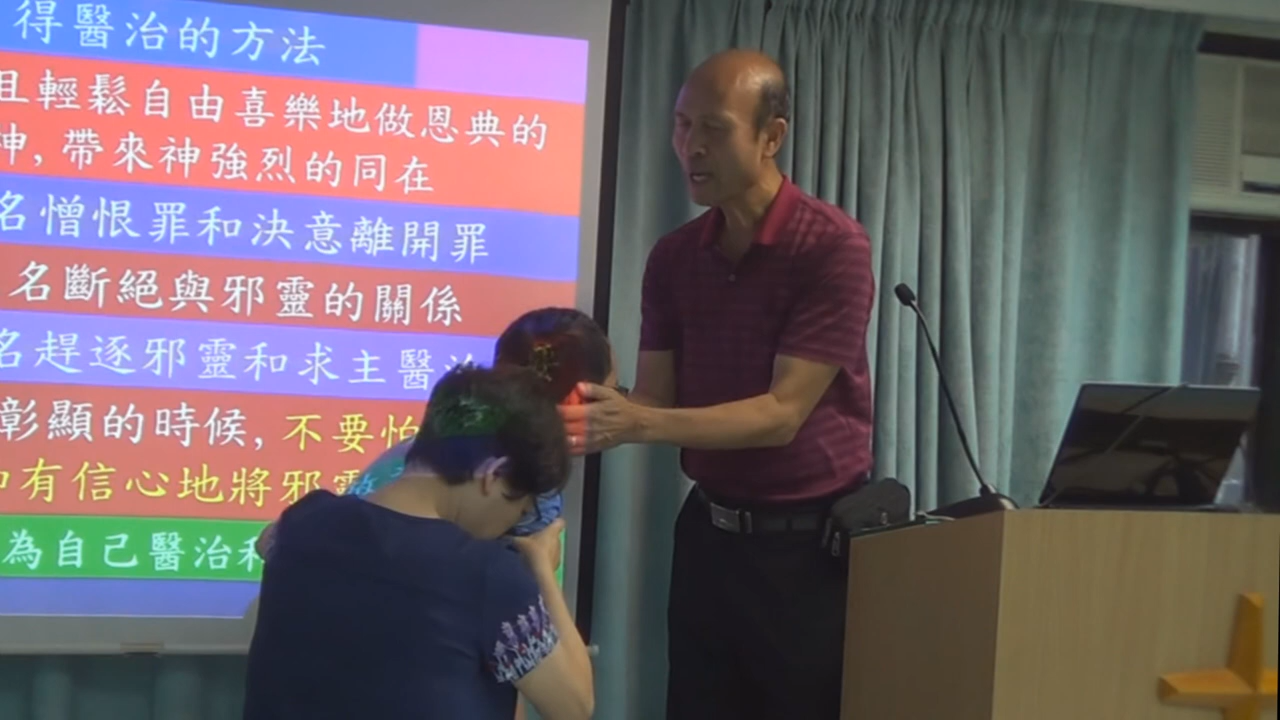 得醫治的方法
且輕鬆自由喜樂地做恩典的
神,帶來神強烈的同在
名憎恨罪和決意離開罪
名斷絕與邪靈的關係
名趕逐邪靈和求主醫治
彰顯的時候,不要怕
有信心地將邪靈
為自己醫治和